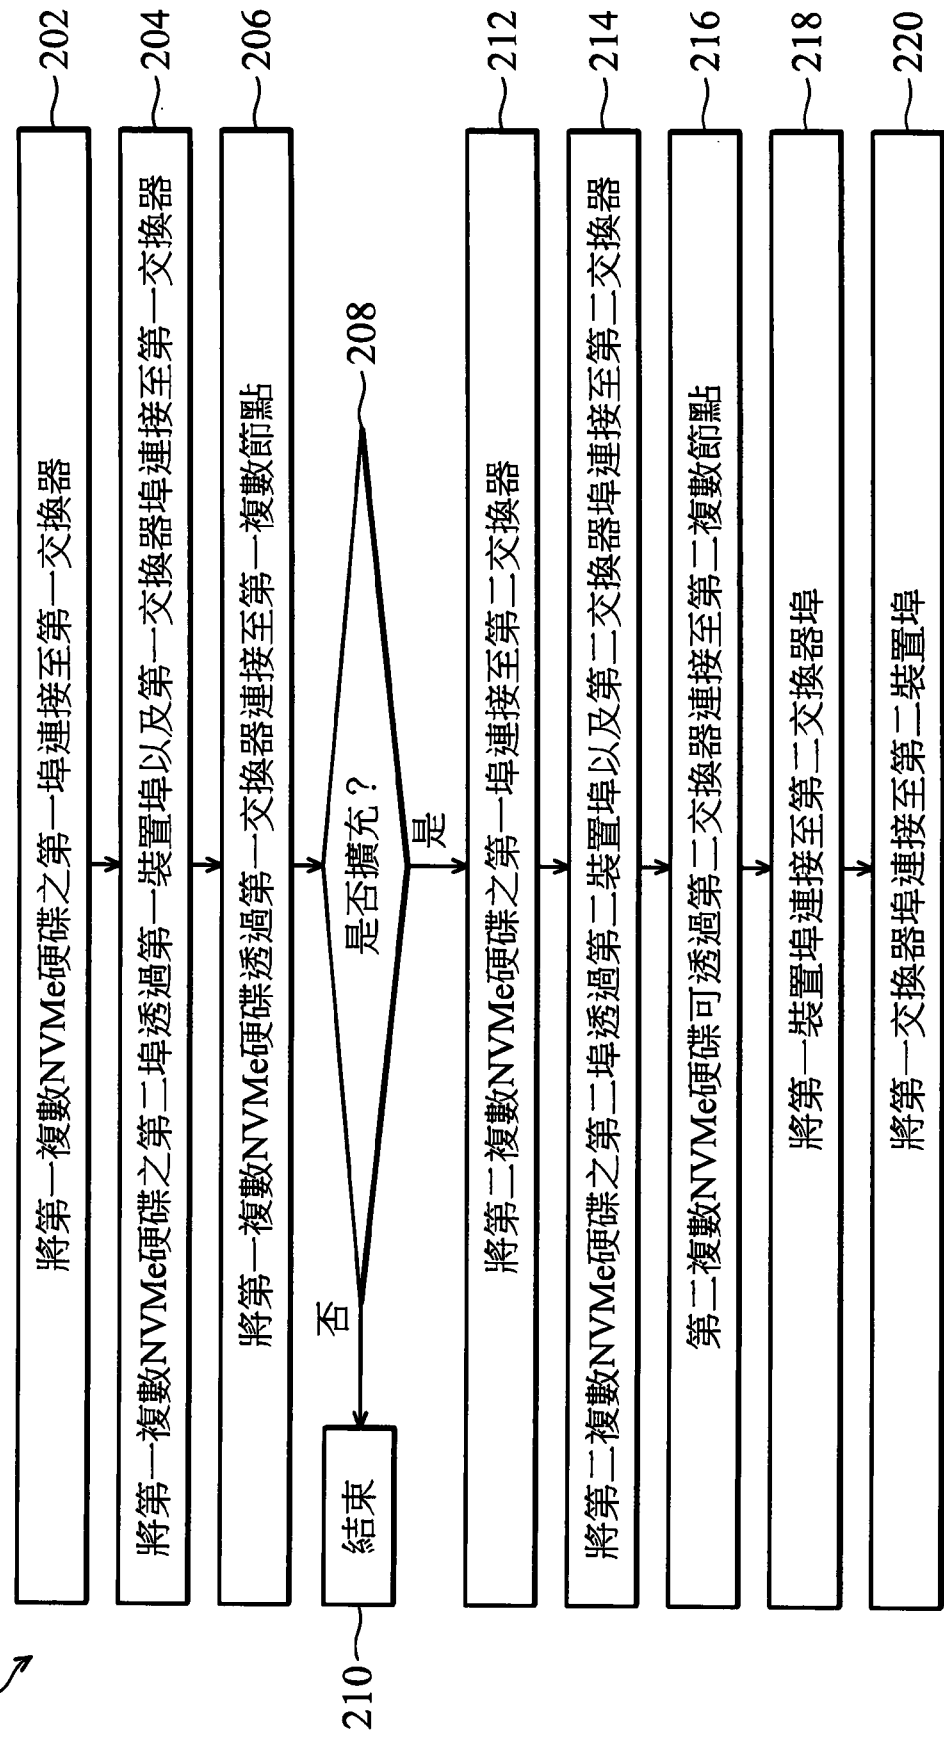 將第一複數NVMe硬碟之第一埠連接至第一交換器
202
將第一複數NVMe硬碟之第二埠透過第一裝置埠以及第一交換器埠連接至第一交換器
204
將第一複數NVMe硬碟透過第一交換器連接至第一複數節點
206
是否擴充？
208
否
結束
210
是
將第二複數NVMe硬碟之第一埠連接至第二交換器
212
將第二複數NVMe硬碟之第二埠透過第二裝置埠以及第二交換器埠連接至第二交換器
214
第二複數NVMe硬碟可透過第二交換器連接至第二複數節點
216
將第一裝置埠連接至第二交換器埠
218
將第一交換器埠連接至第二裝置埠
220